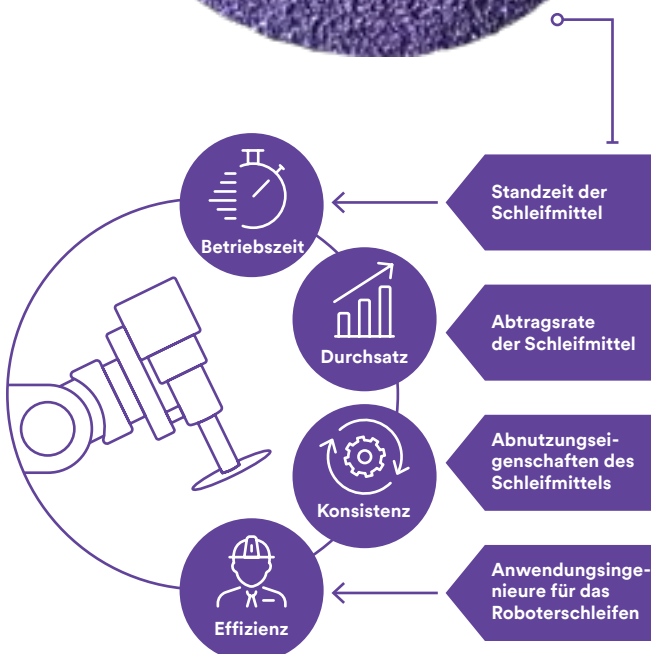 Betriebszeit
Standzeit der
Schleifmittel
Durchsatz
Abtragsrate
der Schleifmittel
Konsistenz
Abnutzungsei-
genschaften des
Schleifmittels
Effizienz
Anwendungsinge-
nieure für das
Roboterschleifen